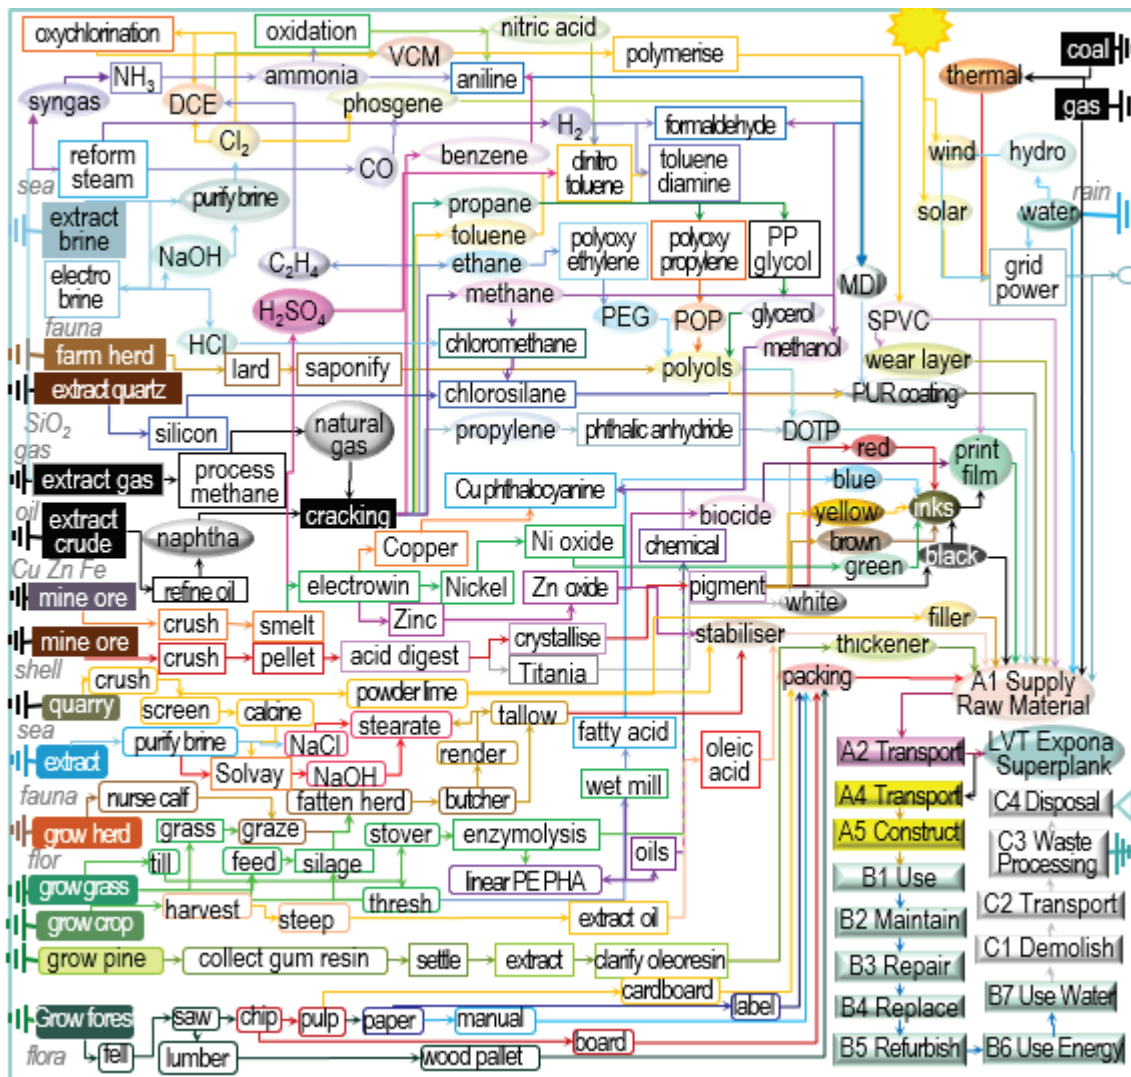 oxychlorination
oxidation
nitric acid
coal
VCM
polymerise
thermal
NH3
ammonia
aniline
gas
syngas
DCE
phosgene
H2
formaldehyde
Cl2
reform
steam
CO
benzene
dinitro
toluene
toluene
diamine
wind
hydro
sea
purify brine
propane
solar
water
rain
extract
brine
NaOH
toluene
polyoxy
ethylene
polyoxy
propylene
PP
glycol
electro
brine
C2H4
ethane
MDI
grid
power
H2SO4
methane
PEG
POP
glycerol
SPVC
fauna
HCl
chloromethane
methanol
farm herd
lard
saponify
polyols
wear layer
extract quartz
chlorosilane
PUR coating
SiO2
silicon
natural
gas
propylene
phthalic anhydride
DOTP
red
print
film
gas
extract gas
process
methane
Cu phthalocyanine
blue
oil
extract
crude
naphtha
cracking
biocide
yellow
inks
Copper
Ni oxide
chemical
brown
black
Cu Zn Fe
green
mine ore
refine oil
electrowin
Nickel
Zn oxide
pigment
white
crush
smelt
Zinc
filler
mine ore
crush
pellet
acid digest
crystallise
stabiliser
thickener
shell
Titania
crush
powder lime
packing
A1 Supply
Raw Material
quarry
screen
calcine
stearate
tallow
sea
purify brine
NaCl
render
fatty acid
oleic
acid
A2 Transport
LVT Expona
Superplank
extract
Solvay
NaOH
wet mill
fauna
nurse calf
fatten herd
butcher
A4 Transport
C4 Disposal
grow herd
grass
graze
stover
enzymolysis
A5 Construct
C3 Waste
Processing
flor
till
feed
silage
oils
B1 Use
grow grass
linear PE PHA
thresh
harvest
C2 Transport
grow crop
steep
extract oil
B2 Maintain
C1 Demolish
grow pine
collect gum resin
settle
extract
clarify oleoresin
B3 Repair
cardboard
B7 Use Water
Grow forest
saw
chip
pulp
paper
manual
label
B4 Replace
flora
fell
lumber
wood pallet
board
B5 Refurbish
B6 Use Energy